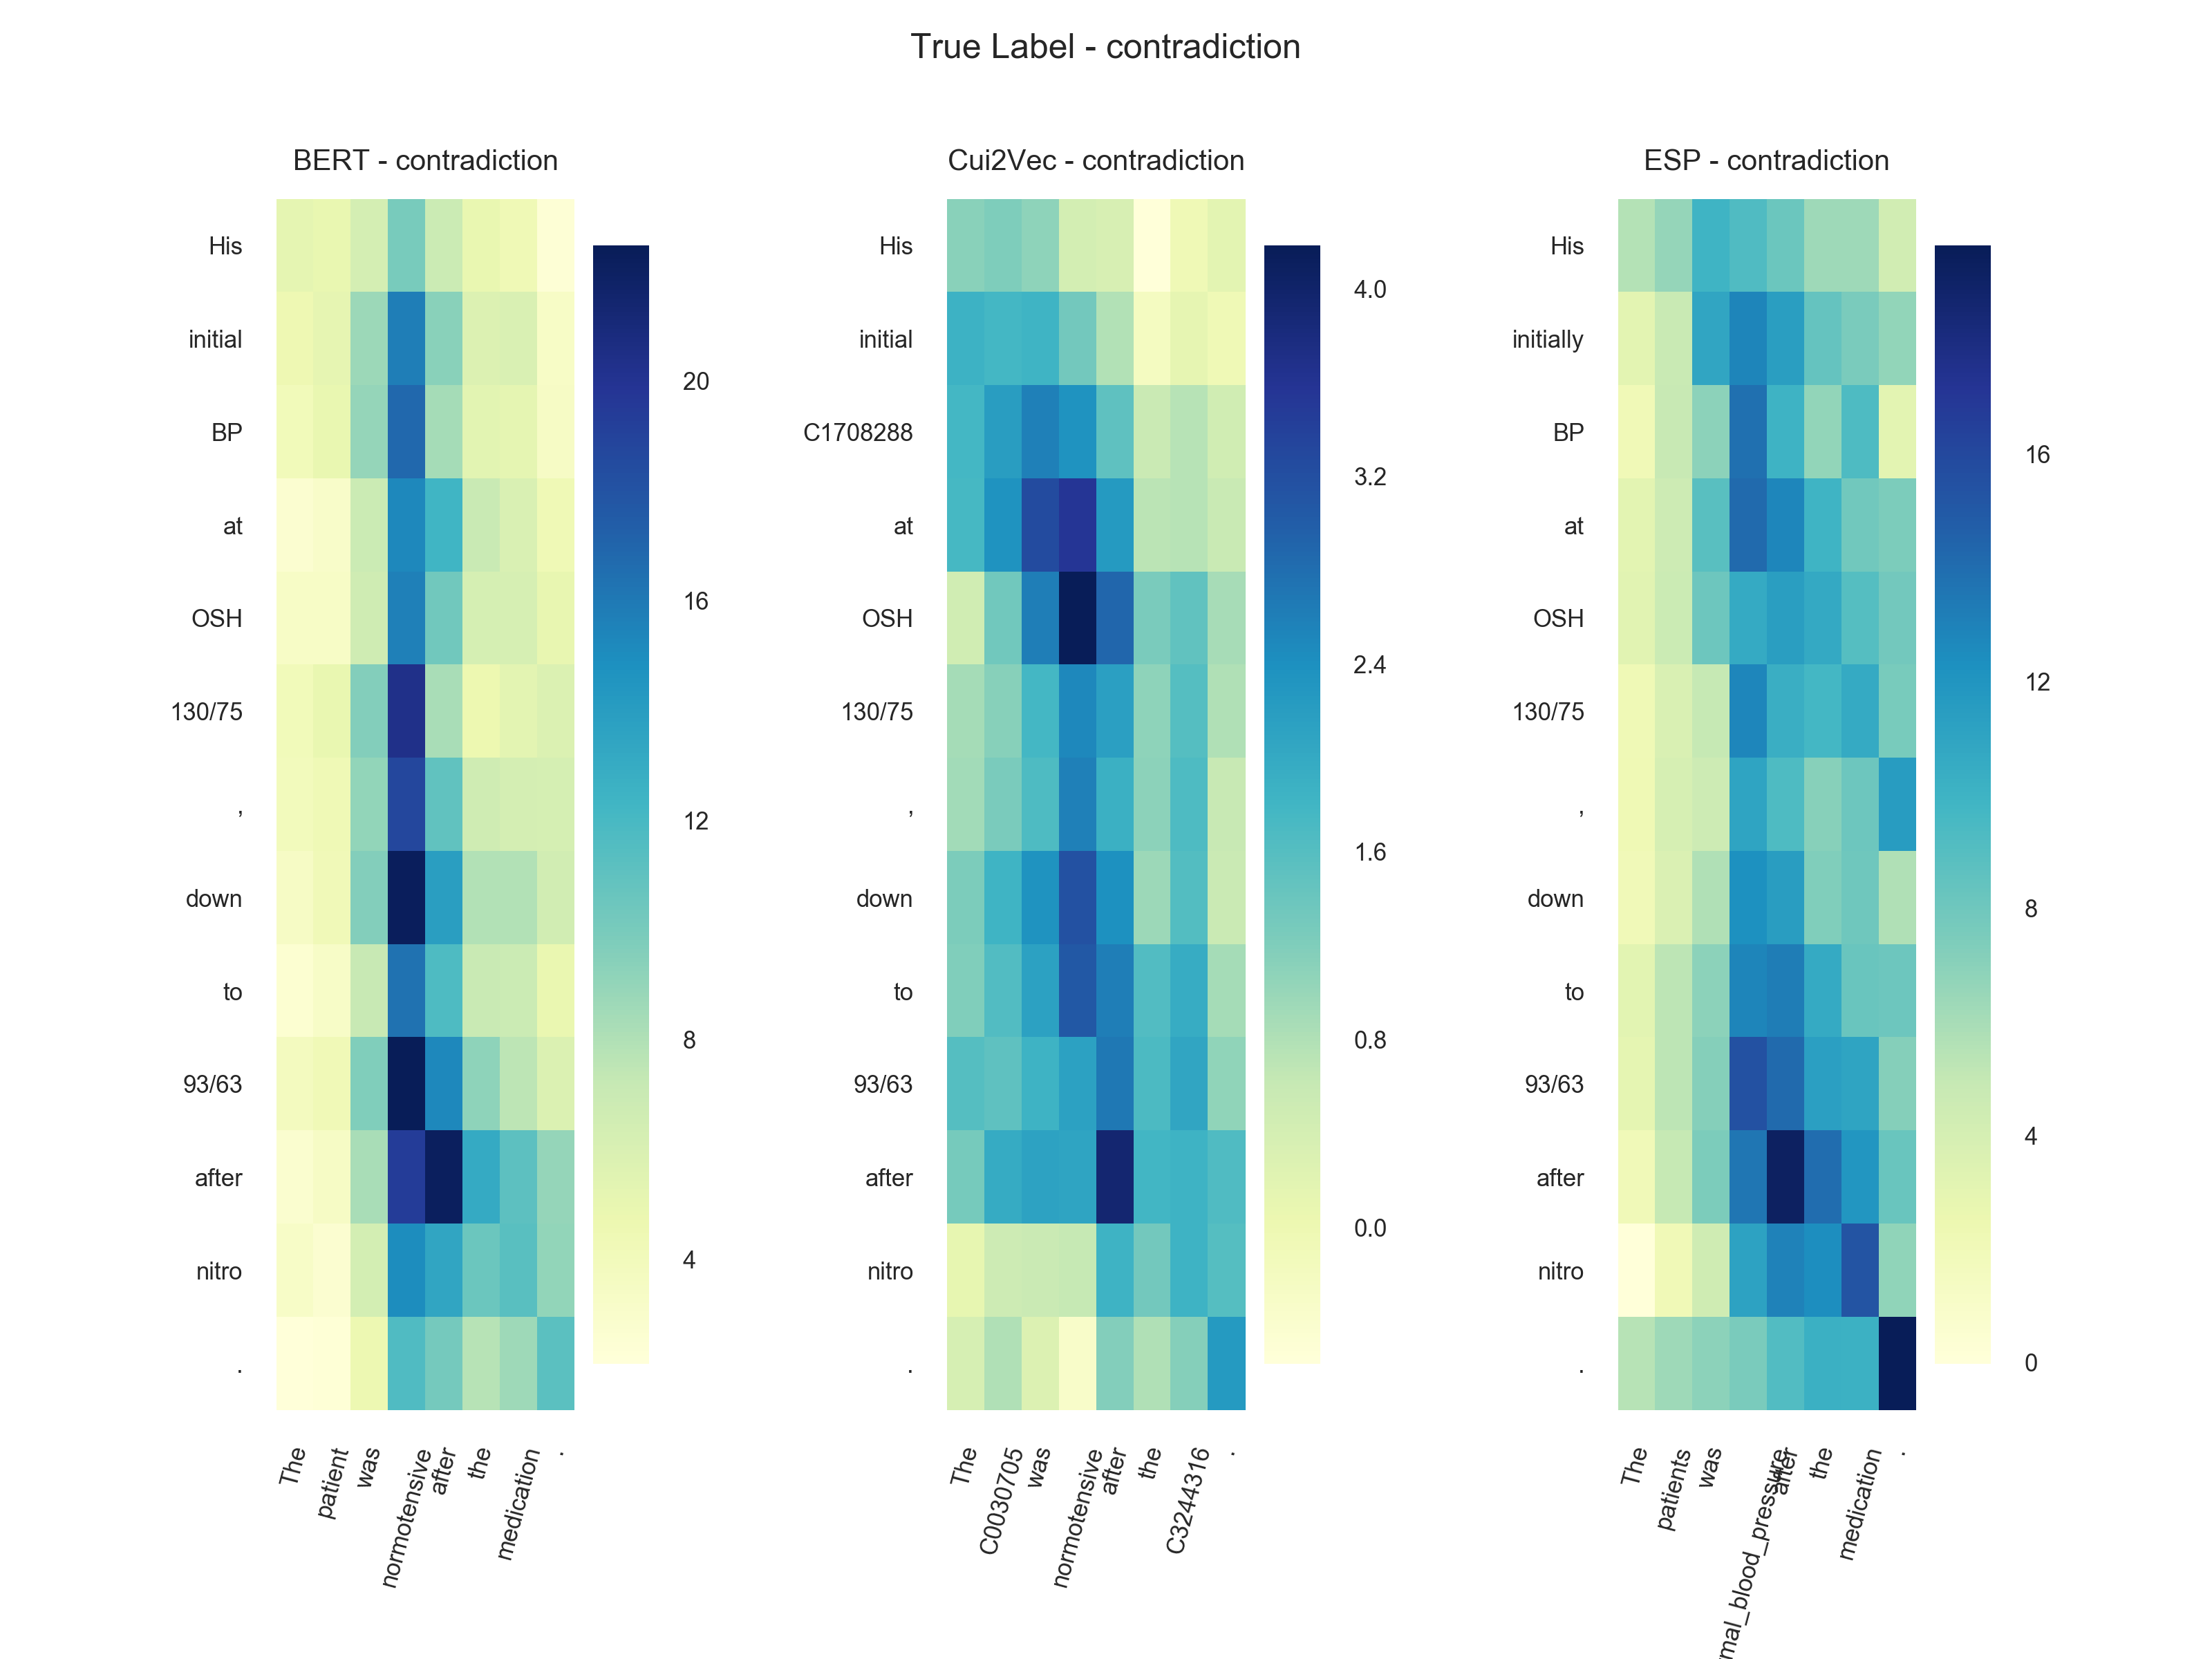 True Label - contradiction
BERT - contradiction
His
initial
BP
at
OSH
130/75
,
down
to
93/63
after
nitro
.
20
16
12
8
4
The
patient
was
normotensive
after
the
medication
.
Cui2Vec - contradiction
His
initial
C1708288
at
OSH
130/75
,
down
to
93/63
after
nitro
.
4.0
3.2
2.4
1.6
0.8
0.0
The
C0030705
was
normotensive
after
the
C3244316
.
ESP - contradiction
His
initially
BP
at
OSH
130/75
,
down
to
93/63
after
nitro
.
16
12
8
4
0
The
patients
was
rmal_blood_pressure
after
the
medication
.